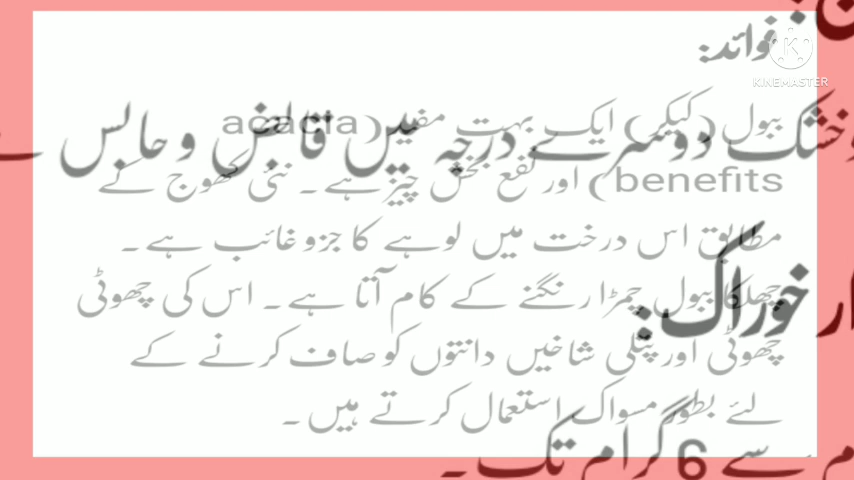 فوائد:
KINEMASTER
ببول (کیکر) ایک بہت مفید (acacia
benefits) اور نفع بخش چیز ہے۔ نئی کھوج کے
مطابق اس درخت میں لوہے کا جزو غائب ہے۔
چھلکا ببول چمڑا رنگنے کے کام آتا ہے۔ اس کی چھوٹی
چھوٹی اور پتلی شاخیں دانتوں کو صاف کرنے کے
لئے بطور مسواک استعمال کرتے ہیں۔
خشک دوسرے درجہ میں قابض و حابس
خوراک:
سے 6 گرام تک۔